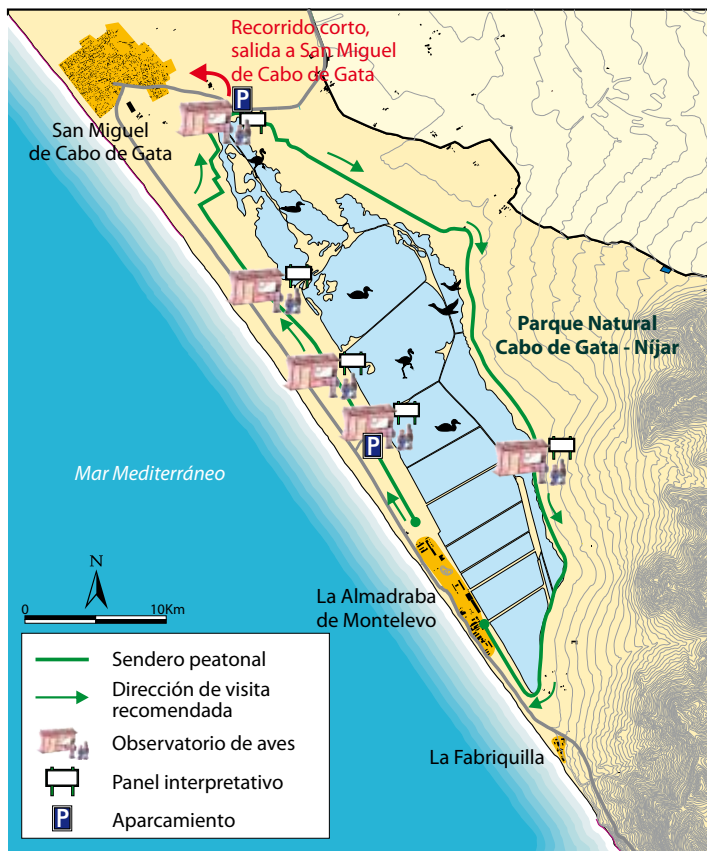 Recorrido corto,
salida a San Miguel
de Cabo de Gata
P
San Miguel
de Cabo de Gata
Parque Natural
Cabo de Gata - Níjar
P
Mar Mediterráneo
N
0 10Km
La Almadraba
de Montelevo
La Fabriquilla
Sendero peatonal
Dirección de visita
recomendada
Observatorio de aves
Panel interpretativo
P Aparcamiento